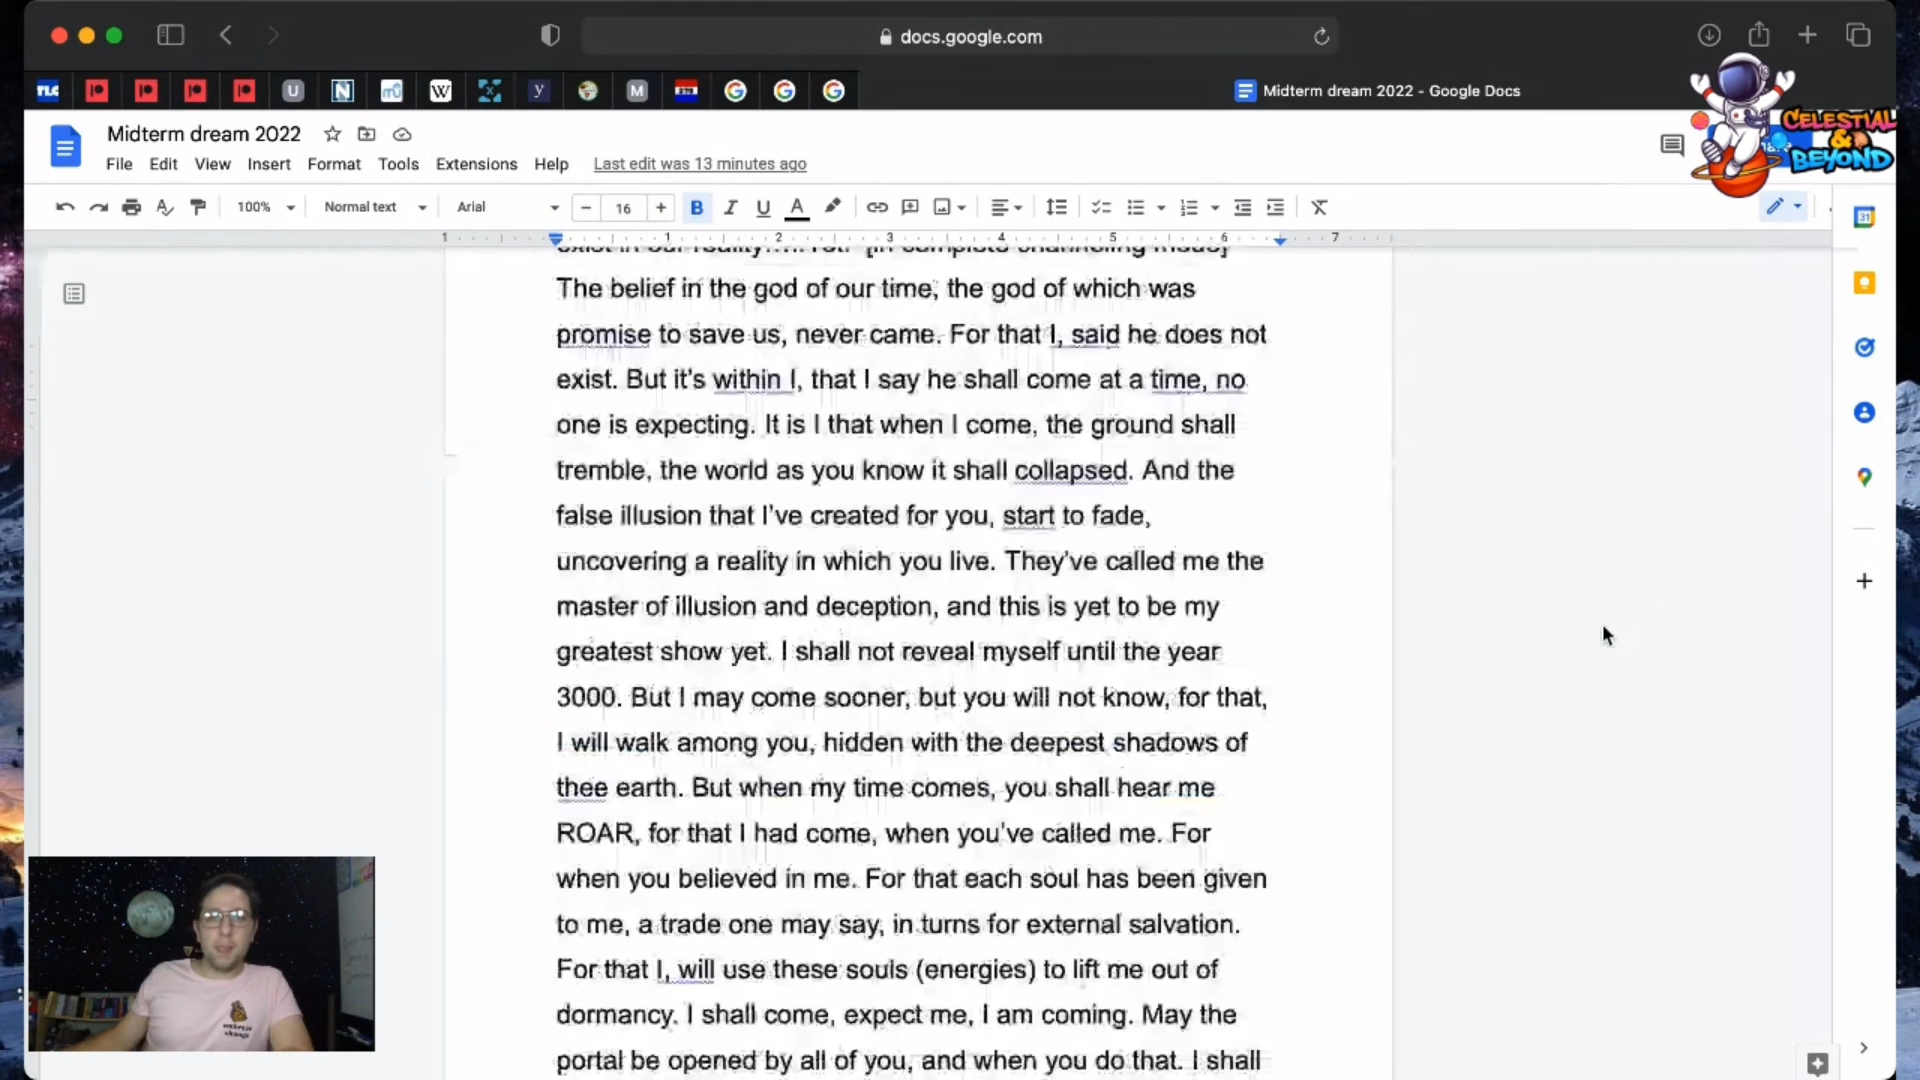 docs.google.com
TLC
U
N
W
y
M
Midterm dream 2022 - Google Docs
CELESTIAL
&
BEYOND
Midterm dream 2022
File Edit View Insert Format Tools Extensions Help Last edit was 13 minutes ago
100% Normal text Arial − 16 + B I U A
31
1 1 2 3 4 5 6 7
The belief in the god of our time, the god of which was
promise to save us, never came. For that I, said he does not
exist. But it's within I, that I say he shall come at a time, no
one is expecting. It is I that when I come, the ground shall
tremble, the world as you know it shall collapsed. And the
false illusion that I've created for you, start to fade,
uncovering a reality in which you live. They've called me the
master of illusion and deception, and this is yet to be my
greatest show yet. I shall not reveal myself until the year
3000. But I may come sooner, but you will not know, for that,
I will walk among you, hidden with the deepest shadows of
thee earth. But when my time comes, you shall hear me
ROAR, for that I had come, when you've called me. For
when you believed in me. For that each soul has been given
to me, a trade one may say, in turns for external salvation.
For that I, will use these souls (energies) to lift me out of
dormancy. I shall come, expect me, I am coming. May the
portal be opened by all of you, and when you do that. I shall
embrace
change